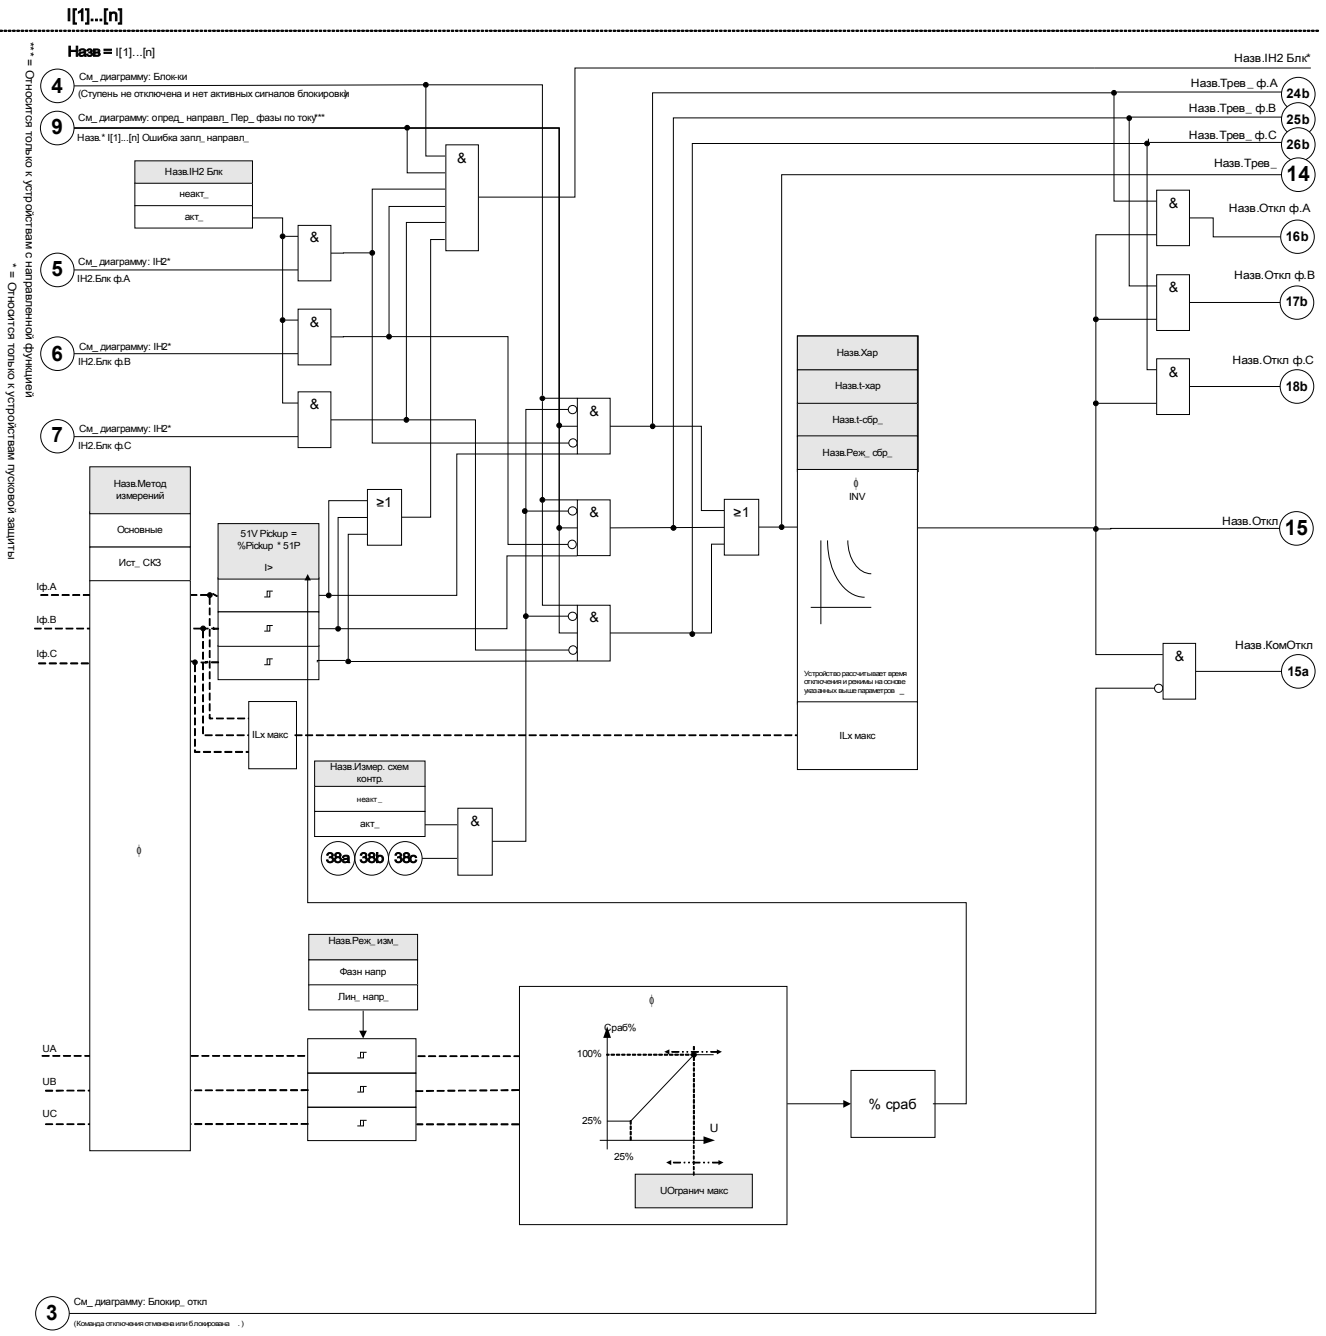 I[1]...[n]
Назв = I[1]...[n]
*** = Относится только к устройствам с направленной функцией
* = Относится только к устройствам пусковой защиты
4
См_ диаграмму: Блок-ки
(Ступень не отключена и нет активных сигналов блокировки)
9
См_ диаграмму: опред_ направл_ Пер_ фазы по току***
Назв.* I[1]...[n] Ошибка запл_ направл_
Назв.IH2 Блк
неакт_
акт_
&
&
&
&
5
См_ диаграмму: IH2*
IH2.Блк ф.A
6
См_ диаграмму: IH2*
IH2.Блк ф.B
7
См_ диаграмму: IH2*
IH2.Блк ф.C
Назв.IH2 Блк*
Назв.Трев_ ф.A
24b
Назв.Трев_ ф.B
25b
Назв.Трев_ ф.C
26b
Назв.Трев_
14
&
Назв.Откл ф.A
16b
&
Назв.Откл ф.B
17b
&
Назв.Откл ф.C
18b
Назв.Метод
измерений
Основные
Ист_ СКЗ
ϕ
51V Pickup =
%Pickup * 51P
I>
≥1
&
&
&
≥1
Назв.Хар
Назв.t-хар
Назв.t-сбр_
Назв.Реж_ сбр_
ϕ
INV
Устройство рассчитывает время
отключения и режимы на основе
указанных выше параметров _
ILx макс
Назв.Откл
15
Iф.A
Iф.B
Iф.C
ILx макс
&
Назв.КомОткл
15a
Назв.Измер. схем
контр.
неакт_
акт_
&
38a
38b
38c
Назв.Реж_ изм_
Фазн напр
Лин_ напр_
UA
UB
UC
ϕ
Сраб%
100%
25%
25%
U
UОгранич макс
% сраб
3
См_ диаграмму: Блокир_ откл
(Команда отключения отменена или блокирована _.)